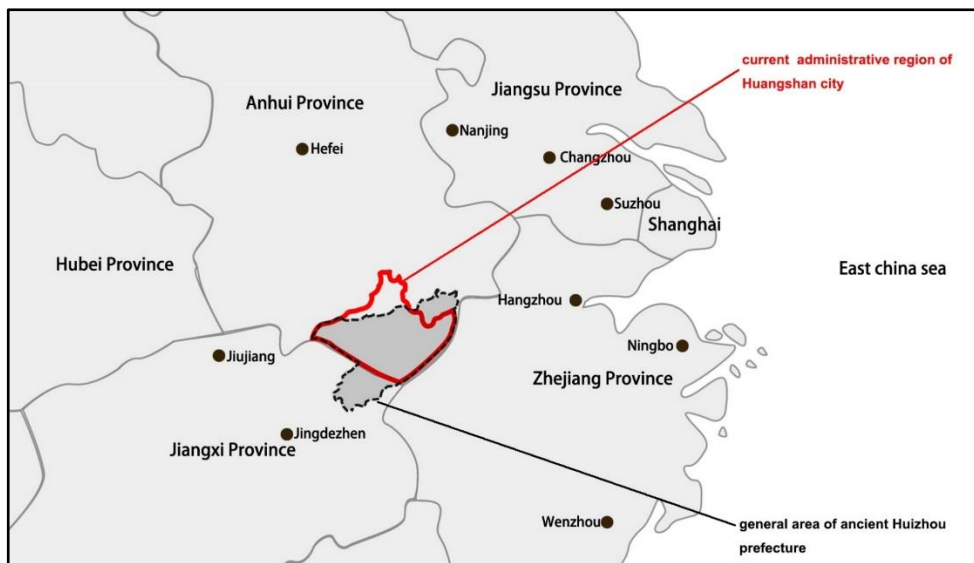 current administrative region of
Huangshan city
Anhui Province
Jiangsu Province
Nanjing
Hefei
Changzhou
Suzhou
Shanghai
Hubei Province
East china sea
Hangzhou
Jiujiang
Ningbo
Zhejiang Province
Jingdezhen
Jiangxi Province
Wenzhou
general area of ancient Huizhou
prefecture